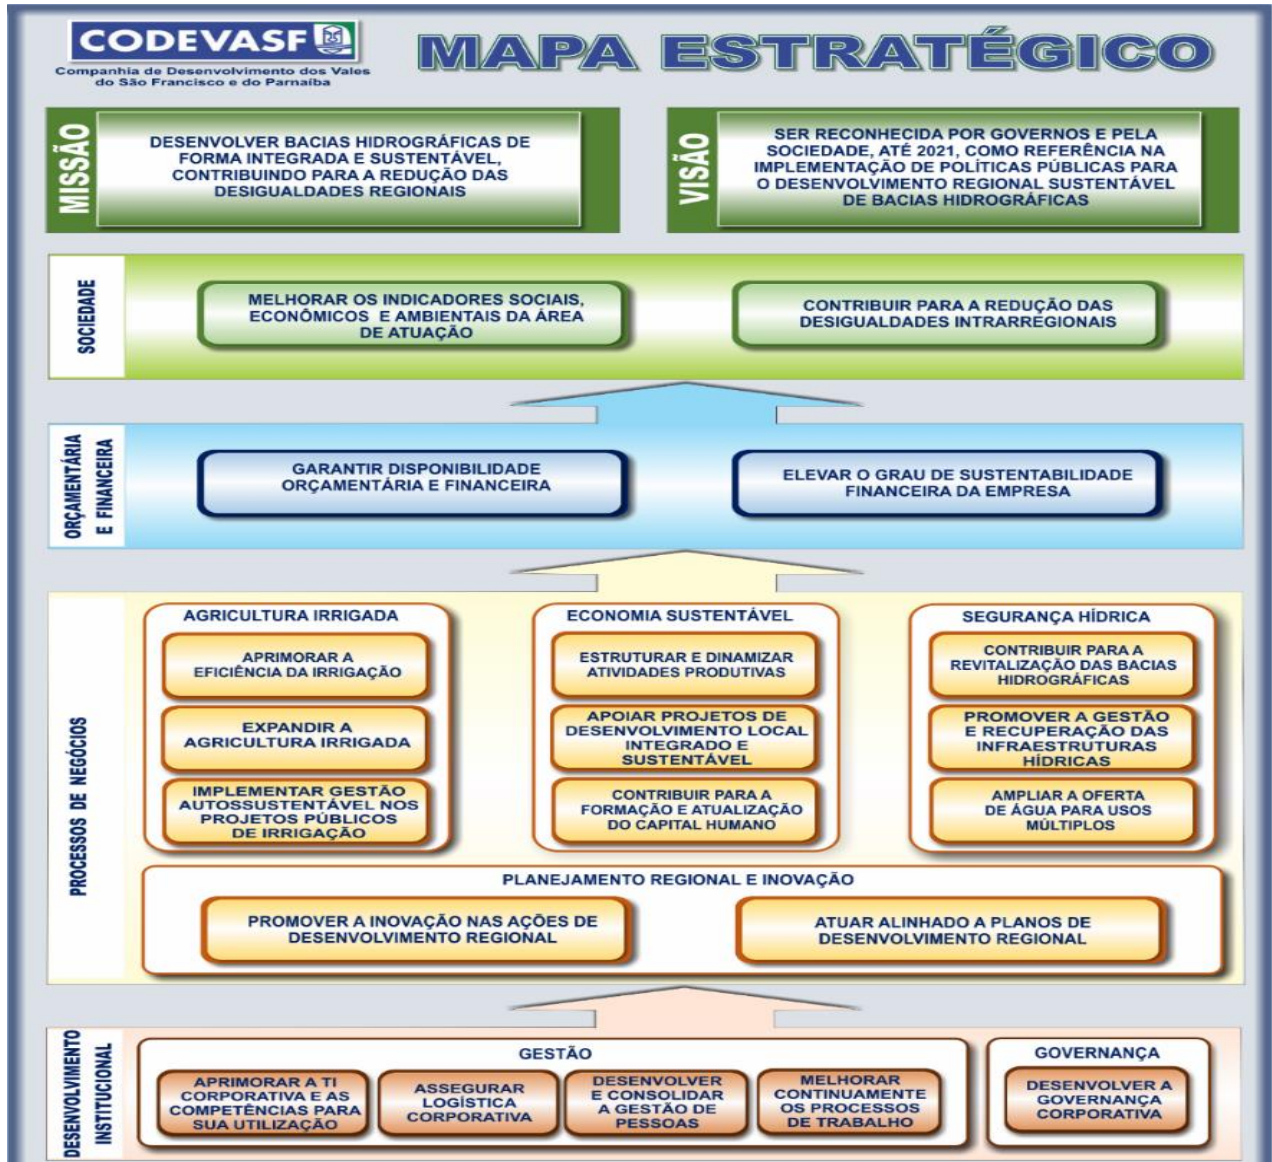 CODEVASF
Companhia de Desenvolvimento dos Vales
do São Francisco e do Parnaíba
MAPA ESTRATÉGICO
MISSÃO
DESENVOLVER BACIAS HIDROGRÁFICAS DE
FORMA INTEGRADA E SUSTENTÁVEL,
CONTRIBUINDO PARA A REDUÇÃO DAS
DESIGUALDADES REGIONAIS
VISÃO
SER RECONHECIDA POR GOVERNOS E PELA
SOCIEDADE, ATÉ 2021, COMO REFERÊNCIA NA
IMPLEMENTAÇÃO DE POLÍTICAS PÚBLICAS PARA
O DESENVOLVIMENTO REGIONAL SUSTENTÁVEL
DE BACIAS HIDROGRÁFICAS
SOCIEDADE
MELHORAR OS INDICADORES SOCIAIS,
ECONÔMICOS E AMBIENTAIS DA ÁREA
DE ATUAÇÃO
CONTRIBUIR PARA A REDUÇÃO DAS
DESIGUALDADES INTRARREGIONAIS
ORÇAMENTÁRIA
E FINANCEIRA
GARANTIR DISPONIBILIDADE
ORÇAMENTÁRIA E FINANCEIRA
ELEVAR O GRAU DE SUSTENTABILIDADE
FINANCEIRA DA EMPRESA
PROCESSOS DE NEGÓCIOS
AGRICULTURA IRRIGADA
APRIMORAR A
EFICIÊNCIA DA IRRIGAÇÃO
EXPANDIR A
AGRICULTURA IRRIGADA
IMPLEMENTAR GESTÃO
AUTOSSUSTENTÁVEL NOS
PROJETOS PÚBLICOS
DE IRRIGAÇÃO
ECONOMIA SUSTENTÁVEL
ESTRUTURAR E DINAMIZAR
ATIVIDADES PRODUTIVAS
APOIAR PROJETOS DE
DESENVOLVIMENTO LOCAL
INTEGRADO E
SUSTENTÁVEL
CONTRIBUIR PARA A
FORMAÇÃO E ATUALIZAÇÃO
DO CAPITAL HUMANO
SEGURANÇA HÍDRICA
CONTRIBUIR PARA A
REVITALIZAÇÃO DAS BACIAS
HIDROGRÁFICAS
PROMOVER A GESTÃO
E RECUPERAÇÃO DAS
INFRAESTRUTURAS
HÍDRICAS
AMPLIAR A OFERTA
DE ÁGUA PARA USOS
MÚLTIPLOS
PLANEJAMENTO REGIONAL E INOVAÇÃO
PROMOVER A INOVAÇÃO NAS AÇÕES DE
DESENVOLVIMENTO REGIONAL
ATUAR ALINHADO A PLANOS DE
DESENVOLVIMENTO REGIONAL
DESENVOLVIMENTO
INSTITUCIONAL
GESTÃO
APRIMORAR A TI
CORPORATIVA E AS
COMPETÊNCIAS PARA
SUA UTILIZAÇÃO
ASSEGURAR
LOGÍSTICA
CORPORATIVA
DESENVOLVER
E CONSOLIDAR
A GESTÃO DE
PESSOAS
MELHORAR
CONTINUAMENTE
OS PROCESSOS
DE TRABALHO
GOVERNANÇA
DESENVOLVER A
GOVERNANÇA
CORPORATIVA